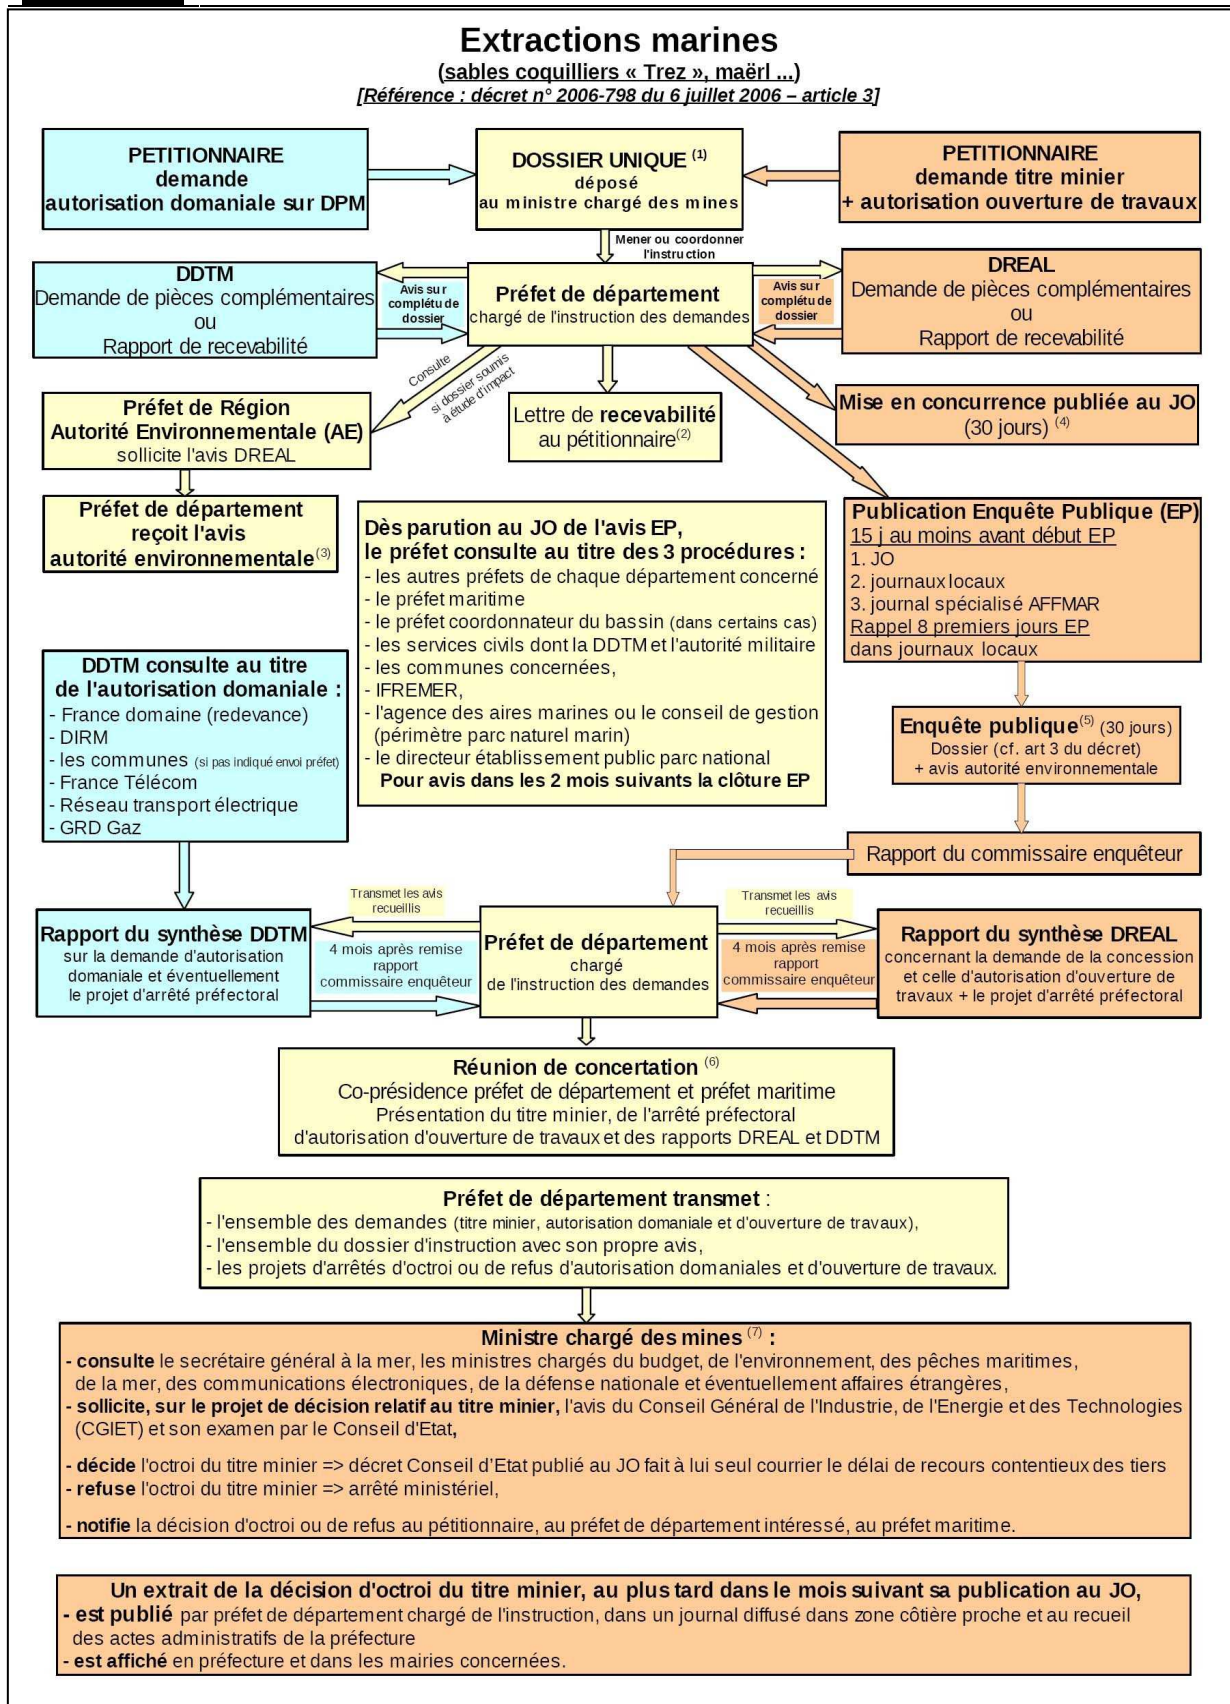 Extractions marines
(sables coquilliers « Trez », maërl ...)
[Référence : décret n° 2006-798 du 6 juillet 2006 – article 3]
PETITIONNAIRE
demande
autorisation domaniale sur DPM
DOSSIER UNIQUE (1)
déposé
au ministre chargé des mines
PETITIONNAIRE
demande titre minier
+ autorisation ouverture de travaux
Mener ou coordonner
l'instruction
DDTM
Demande de pièces complémentaires
ou
Rapport de recevabilité
Avis sur
complétu de
dossier
Préfet de département
chargé de l'instruction des demandes
Avis sur
complétu de
dossier
DREAL
Demande de pièces complémentaires
ou
Rapport de recevabilité
Consulte
si dossier soumis
à étude d'impact
Préfet de Région
Autorité Environnementale (AE)
sollicite l'avis DREAL
Lettre de recevabilité
au pétitionnaire(2)
Mise en concurrence publiée au JO
(30 jours) (4)
Préfet de département
reçoit l'avis
autorité environnementale(3)
Dès parution au JO de l'avis EP,
le préfet consulte au titre des 3 procédures :
- les autres préfets de chaque département concerné
- le préfet maritime
- le préfet coordonnateur du bassin (dans certains cas)
- les services civils dont la DDTM et l'autorité militaire
- les communes concernées,
- IFREMER,
- l'agence des aires marines ou le conseil de gestion
(périmètre parc naturel marin)
- le directeur établissement public parc national
Pour avis dans les 2 mois suivants la clôture EP
Publication Enquête Publique (EP)
15 j au moins avant début EP
1. JO
2. journaux locaux
3. journal spécialisé AFFMAR
Rappel 8 premiers jours EP
dans journaux locaux
DDTM consulte au titre
de l'autorisation domaniale :
- France domaine (redevance)
- DIRM
- les communes (si pas indiqué envoi préfet)
- France Télécom
- Réseau transport électrique
- GRD Gaz
Enquête publique(5) (30 jours)
Dossier (cf. art 3 du décret)
+ avis autorité environnementale
Rapport du commissaire enquêteur
Transmet les avis
recueillis
Transmet les avis
recueillis
Rapport du synthèse DDTM
sur la demande d'autorisation
domaniale et éventuellement
le projet d'arrêté préfectoral
4 mois après remise
rapport
commissaire enquêteur
Préfet de département
chargé
de l'instruction des demandes
4 mois après remise
rapport
commissaire enquêteur
Rapport du synthèse DREAL
concernant la demande de la concession
et celle d'autorisation d'ouverture de
travaux + le projet d'arrêté préfectoral
Réunion de concertation (6)
Co-présidence préfet de département et préfet maritime
Présentation du titre minier, de l'arrêté préfectoral
d'autorisation d'ouverture de travaux et des rapports DREAL et DDTM
Préfet de département transmet :
- l'ensemble des demandes (titre minier, autorisation domaniale et d'ouverture de travaux),
- l'ensemble du dossier d'instruction avec son propre avis,
- les projets d'arrêtés d'octroi ou de refus d'autorisation domaniales et d'ouverture de travaux.
Ministre chargé des mines (7) :
- consulte le secrétaire général à la mer, les ministres chargés du budget, de l'environnement, des pêches maritimes,
de la mer, des communications électroniques, de la défense nationale et éventuellement affaires étrangères,
- sollicite, sur le projet de décision relatif au titre minier, l'avis du Conseil Général de l'Industrie, de l'Energie et des Technologies
(CGIET) et son examen par le Conseil d'Etat,
- décide l'octroi du titre minier => décret Conseil d'Etat publié au JO fait à lui seul courrier le délai de recours contentieux des tiers
- refuse l'octroi du titre minier => arrêté ministériel,
- notifie la décision d'octroi ou de refus au pétitionnaire, au préfet de département intéressé, au préfet maritime.
Un extrait de la décision d'octroi du titre minier, au plus tard dans le mois suivant sa publication au JO,
- est publié par préfet de département chargé de l'instruction, dans un journal diffusé dans zone côtière proche et au recueil
des actes administratifs de la préfecture
- est affiché en préfecture et dans les mairies concernées.